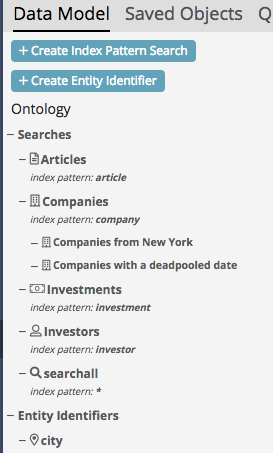 Data Model Saved Objects Q
+ Create Index Pattern Search
+ Create Entity Identifier
Ontology
– Searches
– Articles
index pattern: article
– Companies
index pattern: company
– Companies from New York
– Companies with a deadpooled date
– Investments
index pattern: investment
– Investors
index pattern: investor
– searchall
index pattern: *
– Entity Identifiers
– city